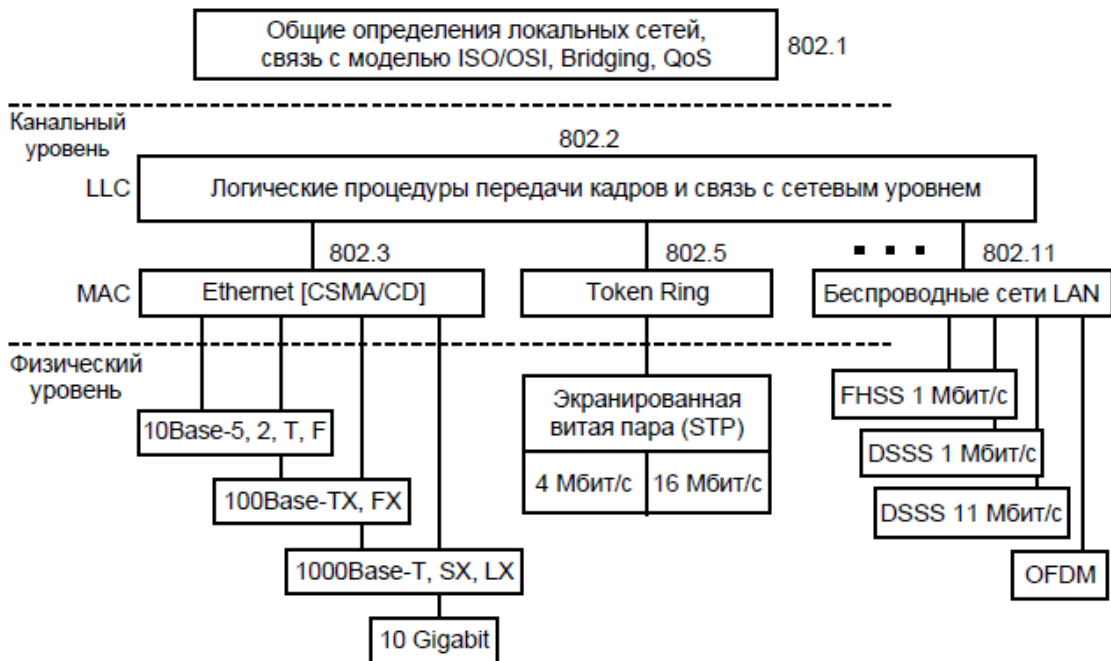 Общие определения локальных сетей,
связь с моделью ISO/OSI, Bridging, QoS
802.1
Канальный
уровень
802.2
LLC
Логические процедуры передачи кадров и связь с сетевым уровнем
802.3
802.5
802.11
MAC
Ethernet [CSMA/CD]
Token Ring
Беспроводные сети LAN
Физический
уровень
10Base-5, 2, T, F
100Base-TX, FX
1000Base-T, SX, LX
10 Gigabit
Экранированная
витая пара (STP)
4 Мбит/с
16 Мбит/с
FHSS 1 Мбит/с
DSSS 1 Мбит/с
DSSS 11 Мбит/с
OFDM